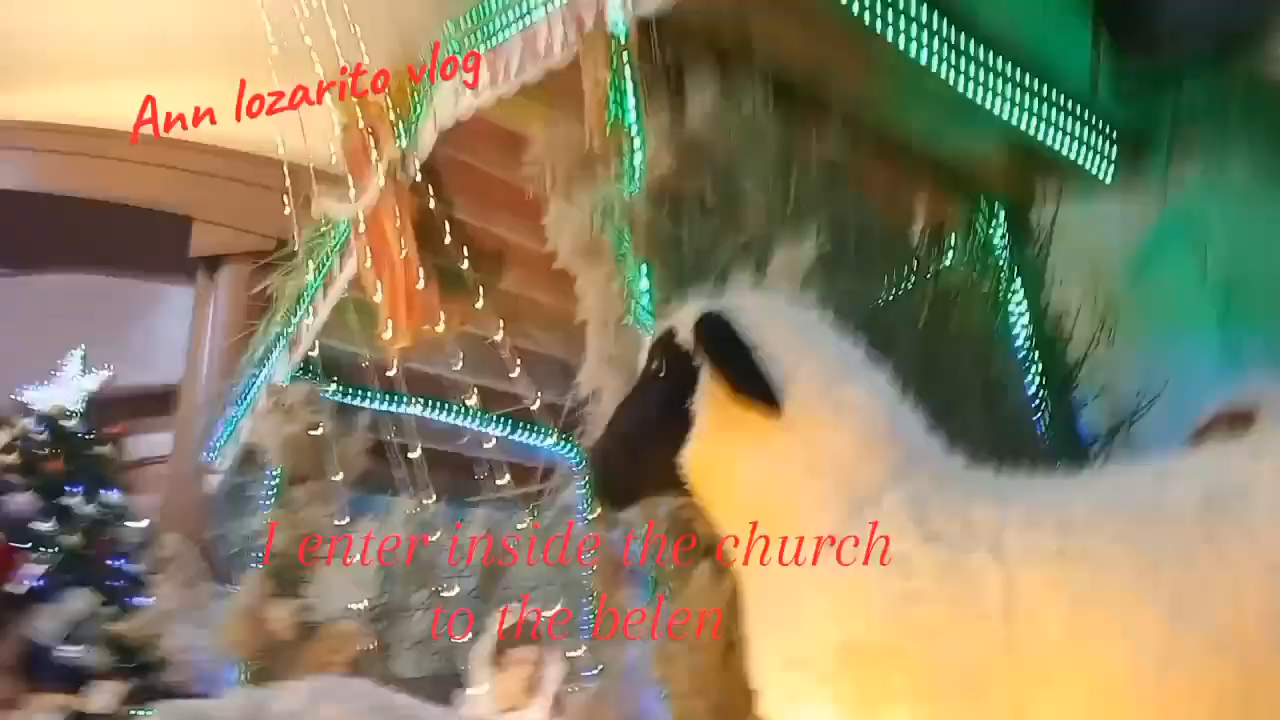 Ann lozarito vlog
I enter inside the church
to the belen